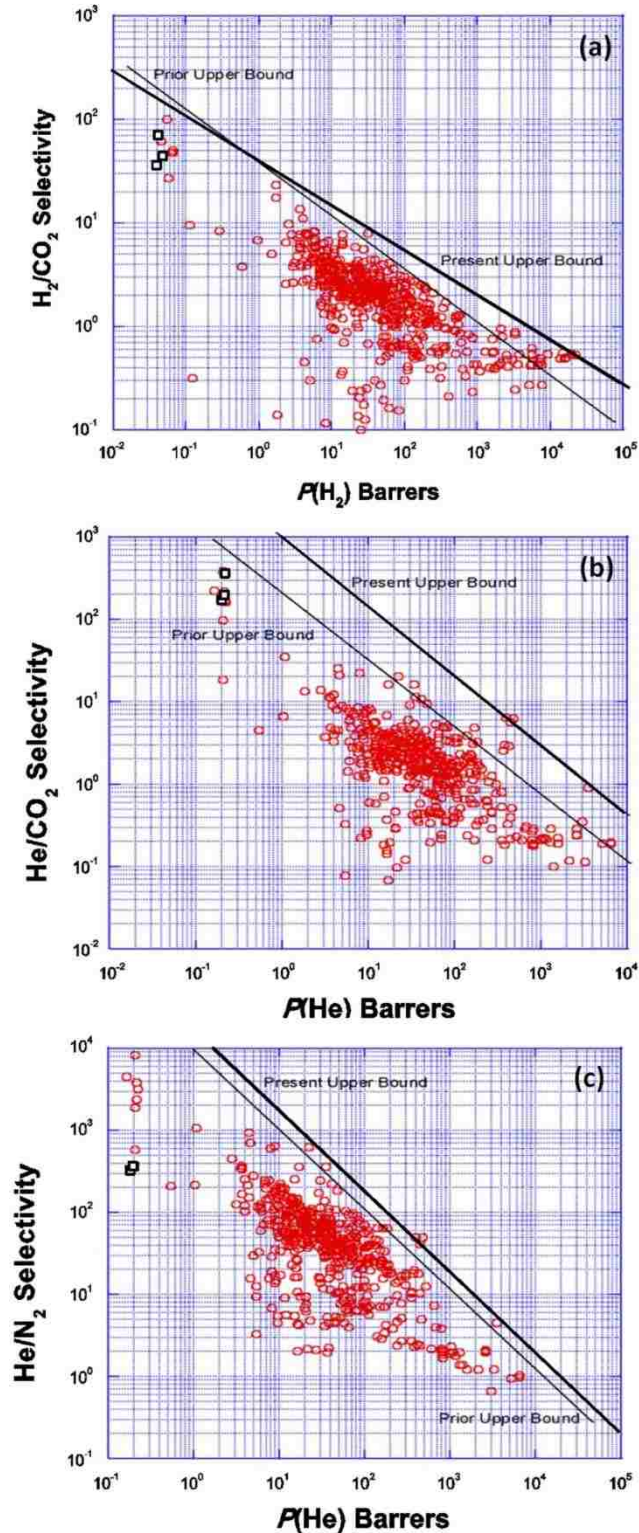 10³
(a)
Prior Upper Bound
10²
10¹
Present Upper Bound
10⁰
10⁻¹
H₂/CO₂ Selectivity
10⁻² 10⁻¹ 10⁰ 10¹ 10² 10³ 10⁴ 10⁵
P(H₂) Barrers
10³
(b)
Present Upper Bound
10²
Prior Upper Bound
10¹
10⁰
10⁻¹
10⁻²
He/CO₂ Selectivity
10⁻² 10⁻¹ 10⁰ 10¹ 10² 10³ 10⁴
P(He) Barrers
10⁴
(c)
Present Upper Bound
10³
10²
10¹
10⁰
Prior Upper Bound
10⁻¹
He/N₂ Selectivity
10⁻¹ 10⁰ 10¹ 10² 10³ 10⁴ 10⁵
P(He) Barrers